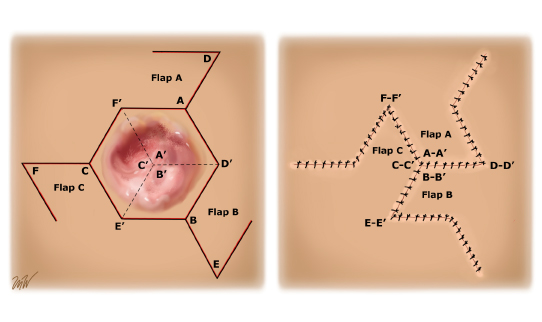 D
Flap A
F' A
A'
F C C' D'
B'
Flap C
Flap B
E' B
E
F-F'
Flap A
Flap C A-A'
C-C' D-D'
B-B'
Flap B
E-E'